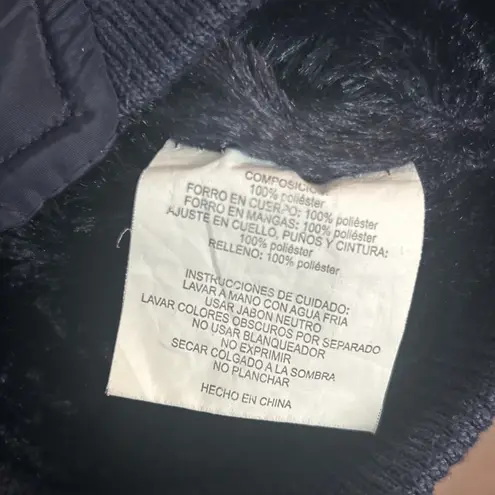 COMPOSICIÓN
100% poliéster
FORRO EN CUERPO: 100% poliéster
FORRO EN MANGAS: 100% poliéster
AJUSTE EN CUELLO, PUÑOS Y CINTURA:
100% poliéster
RELLENO: 100% poliéster
INSTRUCCIONES DE CUIDADO:
LAVAR A MANO CON AGUA FRIA
USAR JABON NEUTRO
LAVAR COLORES OBSCUROS POR SEPARADO
NO USAR BLANQUEADOR
NO EXPRIMIR
SECAR COLGADO A LA SOMBRA
NO PLANCHAR
HECHO EN CHINA